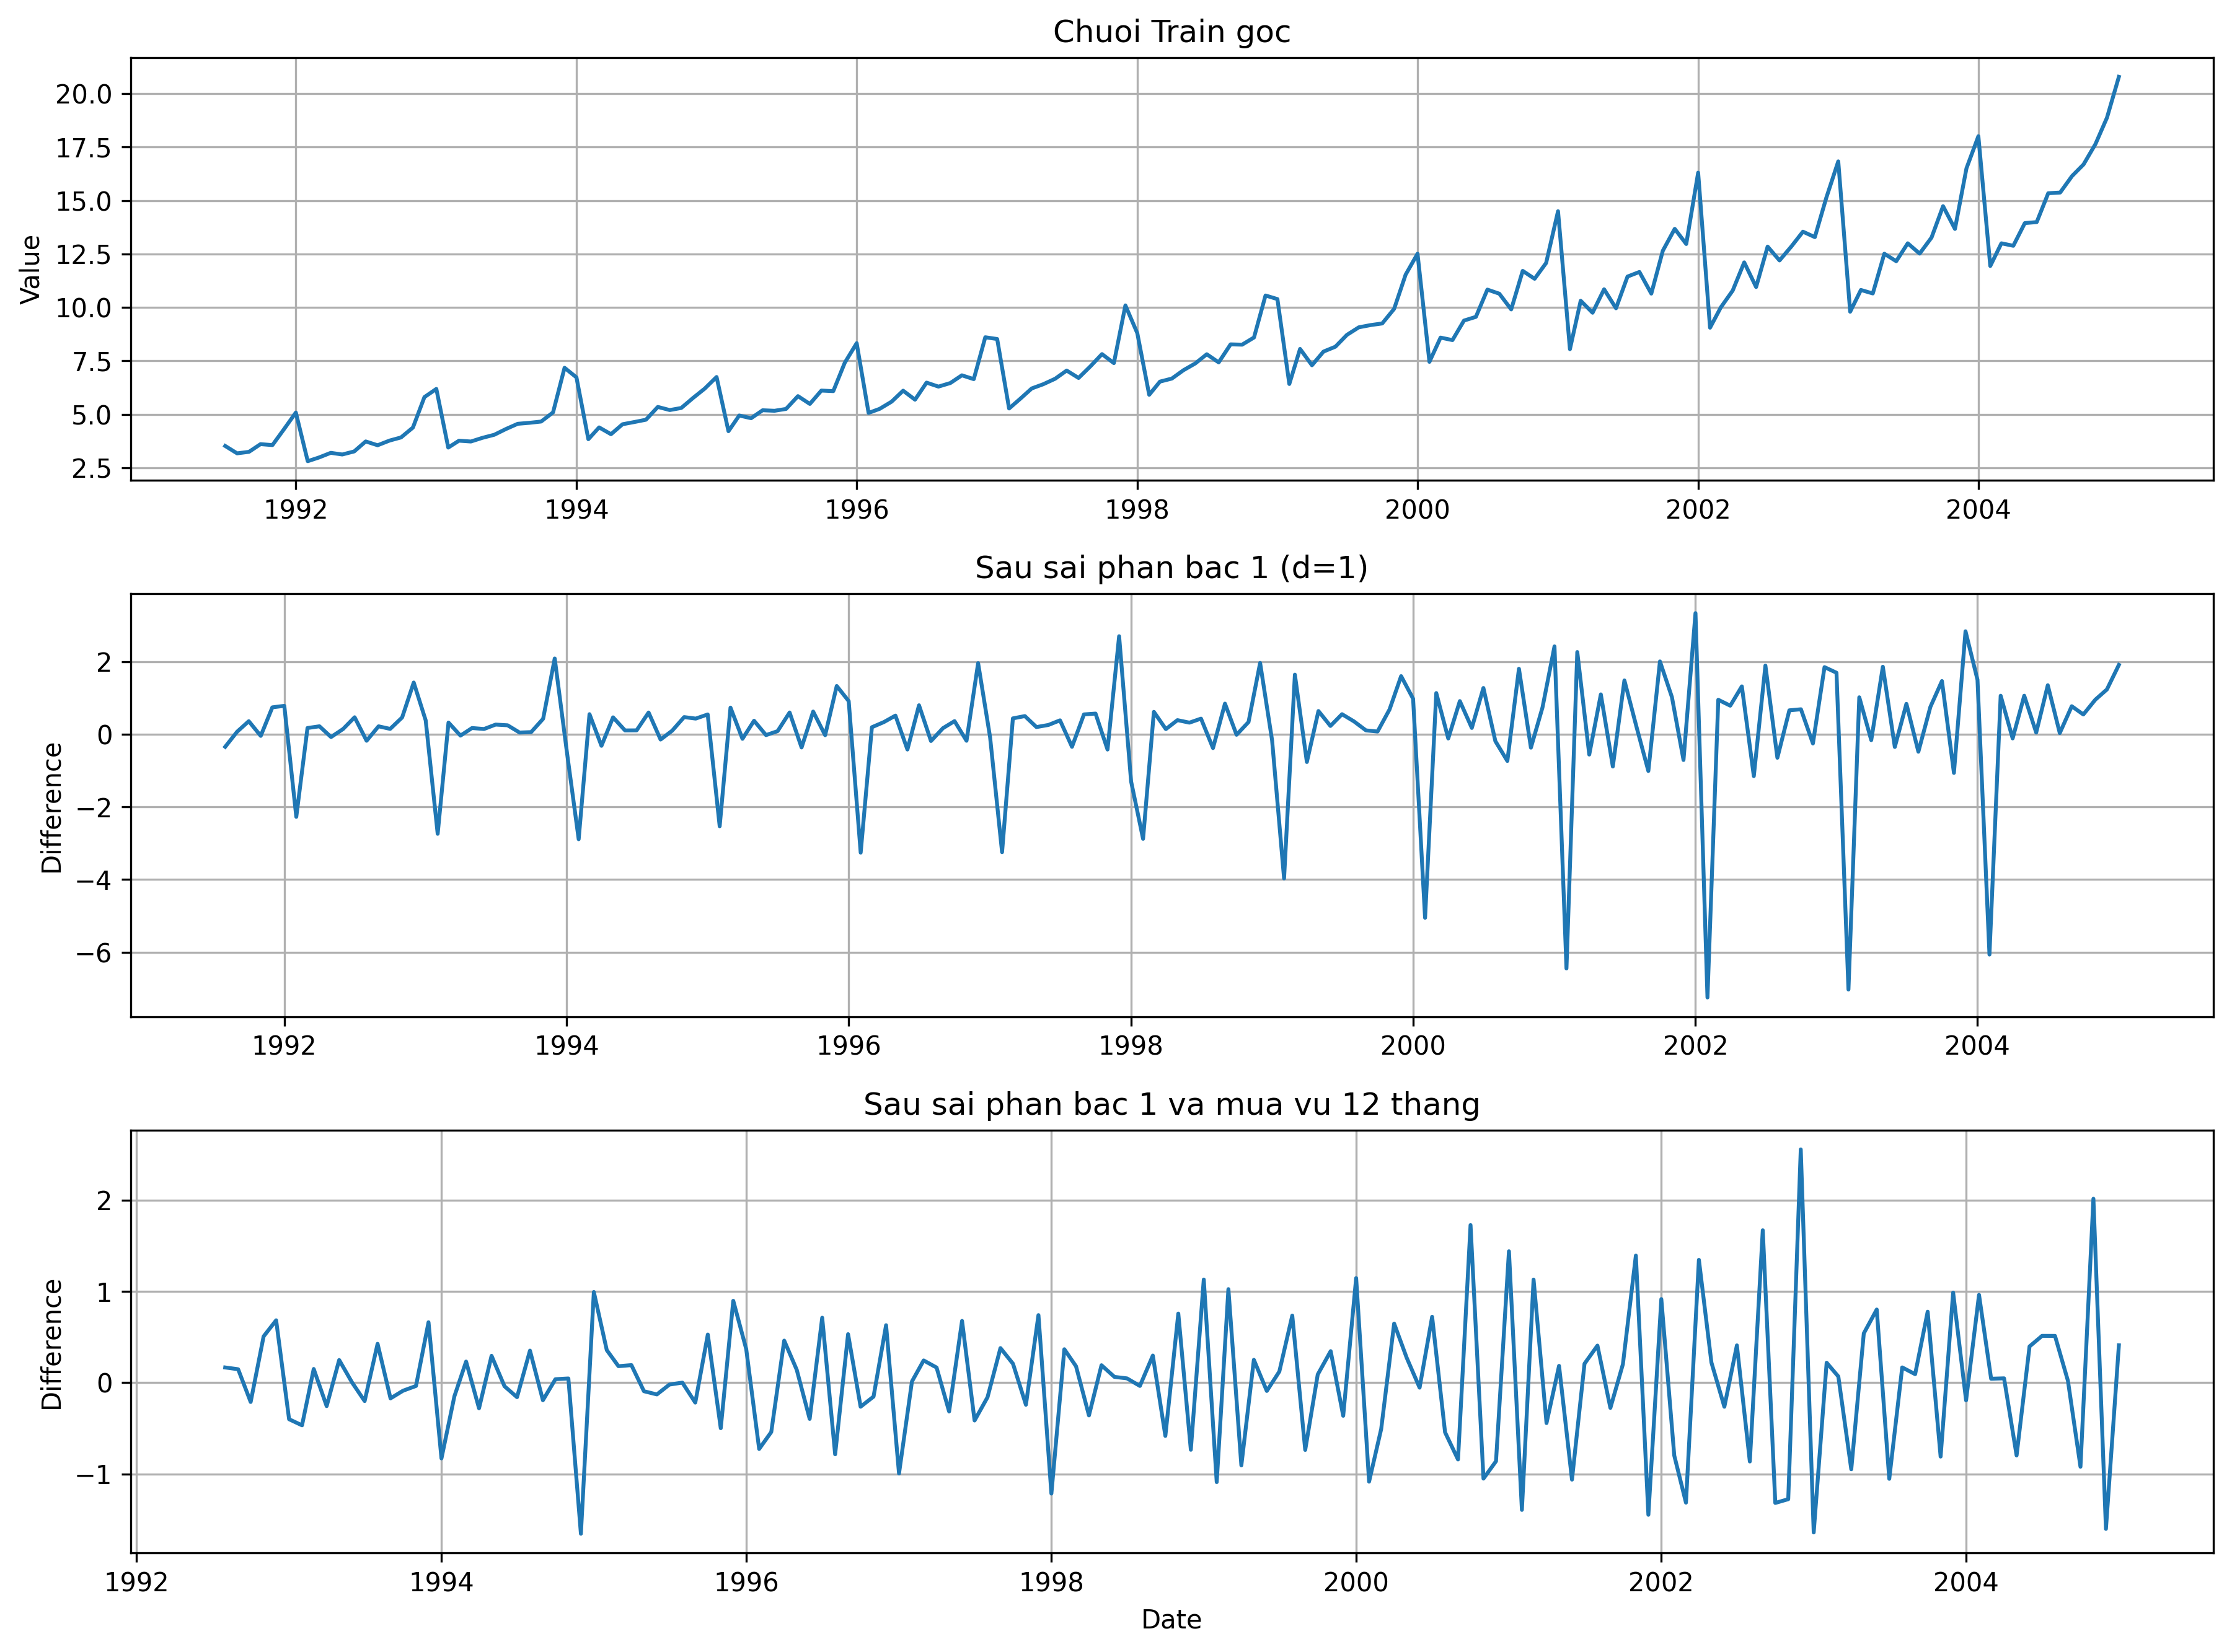 Chuoi Train goc
Value
20.0
17.5
15.0
12.5
10.0
7.5
5.0
2.5
1992 1994 1996 1998 2000 2002 2004
Sau sai phan bac 1 (d=1)
Difference
2
0
−2
−4
−6
1992 1994 1996 1998 2000 2002 2004
Sau sai phan bac 1 va mua vu 12 thang
Difference
2
1
0
−1
1992 1994 1996 1998 2000 2002 2004
Date